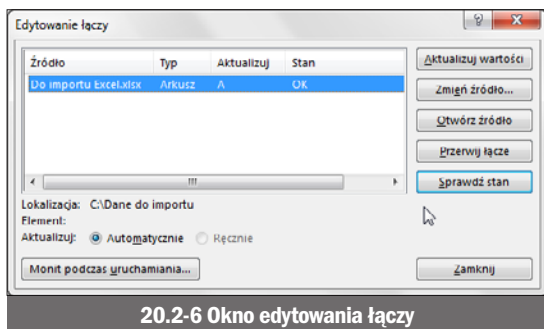 Edytowanie łączy
Źródło Typ Aktualizuj Stan
Do importu Excel.xlsx Arkusz A OK
Aktualizuj wartości
Zmień źródło...
Otwórz źródło
Przerwij łącze
Sprawdź stan
Lokalizacja: C:\Dane do importu
Element:
Aktualizuj: Automatycznie Ręcznie
Monit podczas uruchamiania... Zamknij
20.2-6 Okno edytowania łączy